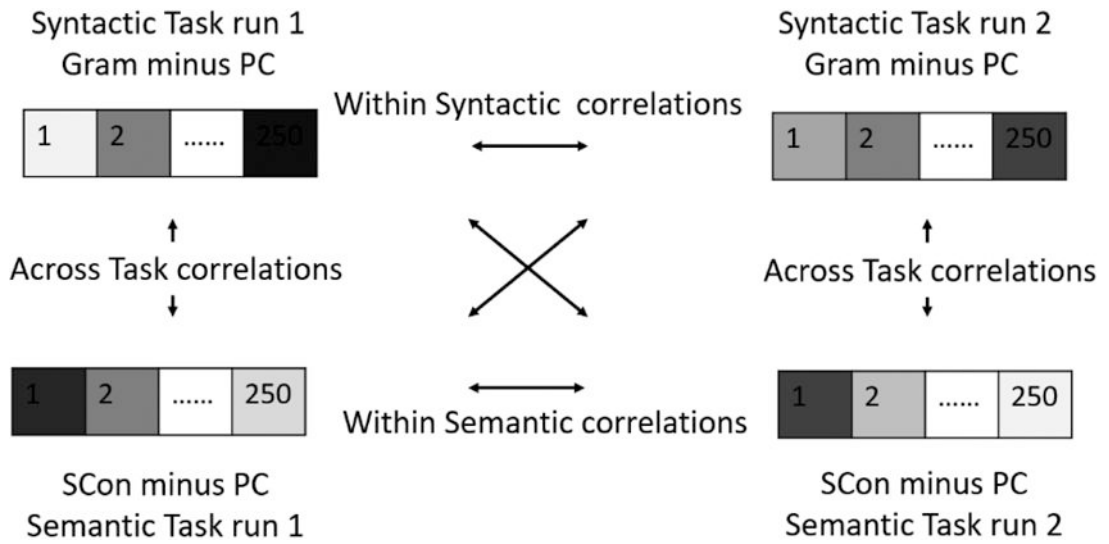 Syntactic Task run 1
Gram minus PC
1 2 ...... 250
Syntactic Task run 2
Gram minus PC
1 2 ...... 250
Within Syntactic correlations
Across Task correlations
Across Task correlations
1 2 ...... 250
SCon minus PC
Semantic Task run 1
Within Semantic correlations
1 2 ...... 250
SCon minus PC
Semantic Task run 2